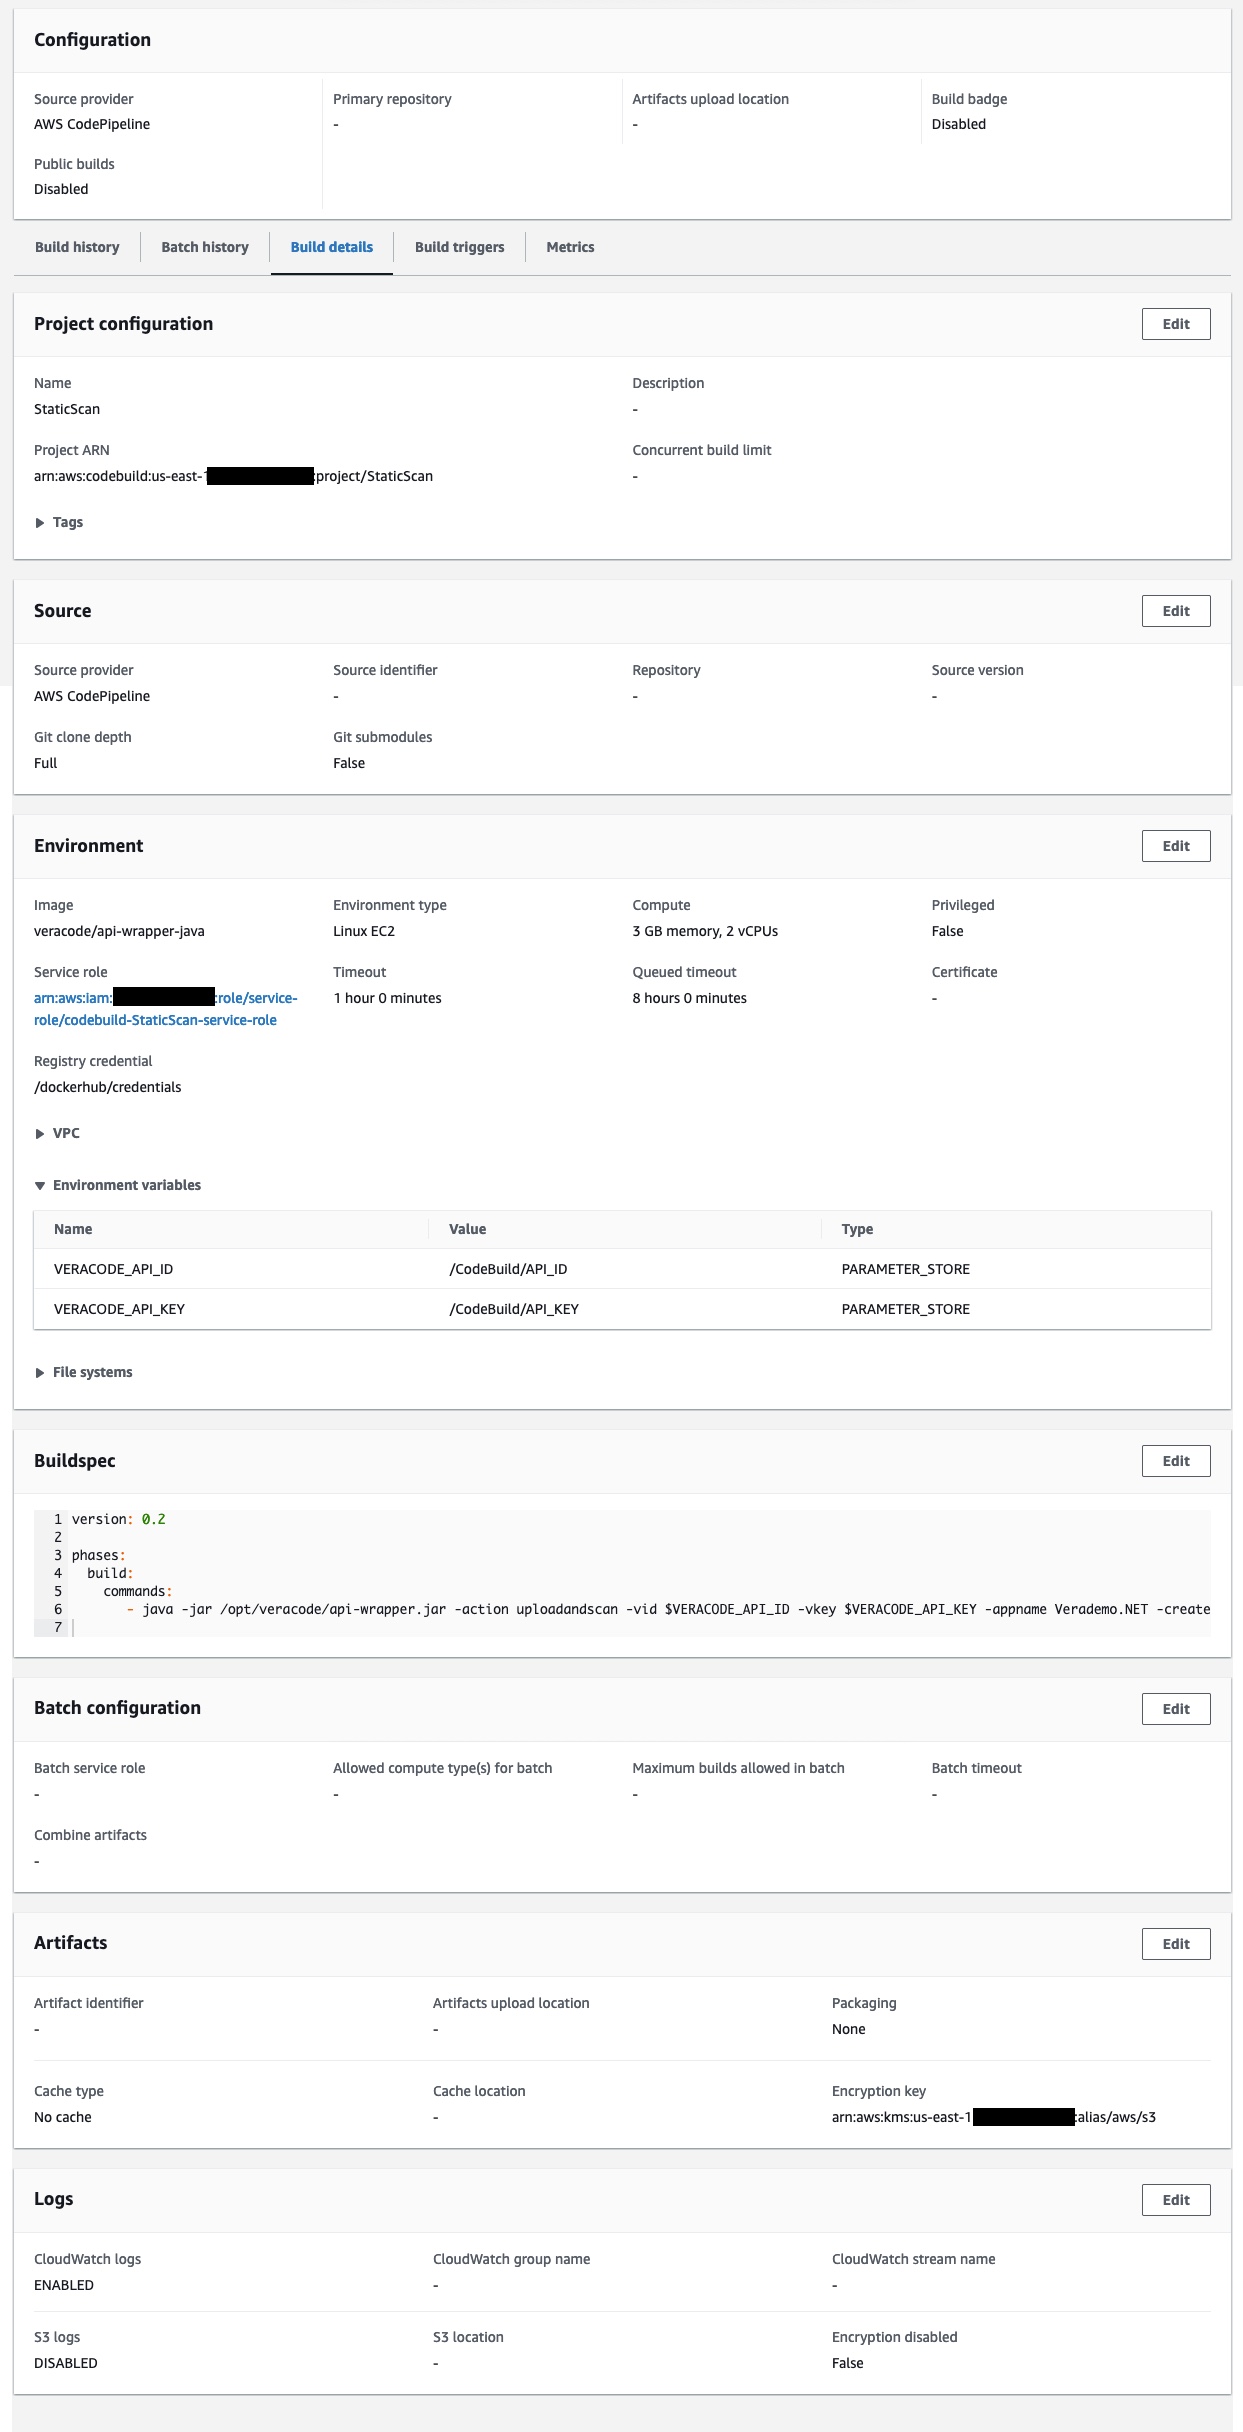 Configuration
Source provider
AWS CodePipeline
Primary repository
-
Artifacts upload location
-
Build badge
Disabled
Public builds
Disabled
Build history
Batch history
Build details
Build triggers
Metrics
Project configuration
Edit
Name
StaticScan
Description
-
Project ARN
arn:aws:codebuild:us-east-1 :project/StaticScan
Concurrent build limit
-
Tags
Source
Edit
Source provider
AWS CodePipeline
Source identifier
-
Repository
-
Source version
-
Git clone depth
Full
Git submodules
False
Environment
Edit
Image
veracode/api-wrapper-java
Environment type
Linux EC2
Compute
3 GB memory, 2 vCPUs
Privileged
False
Service role
arn:aws:iam: :role/service-
role/codebuild-StaticScan-service-role
Timeout
1 hour 0 minutes
Queued timeout
8 hours 0 minutes
Certificate
-
Registry credential
/dockerhub/credentials
VPC
Environment variables
Name Value Type
VERACODE_API_ID /CodeBuild/API_ID PARAMETER_STORE
VERACODE_API_KEY /CodeBuild/API_KEY PARAMETER_STORE
File systems
Buildspec
Edit
1 version: 0.2
2
3 phases:
4 build:
5 commands:
6 - java -jar /opt/veracode/api-wrapper.jar -action uploadandscan -vid $VERACODE_API_ID -vkey $VERACODE_API_KEY -appname Verademo.NET -create
7
Batch configuration
Edit
Batch service role
-
Allowed compute type(s) for batch
-
Maximum builds allowed in batch
-
Batch timeout
-
Combine artifacts
-
Artifacts
Edit
Artifact identifier
-
Artifacts upload location
-
Packaging
None
Cache type
No cache
Cache location
-
Encryption key
arn:aws:kms:us-east-1 :alias/aws/s3
Logs
Edit
CloudWatch logs
ENABLED
CloudWatch group name
-
CloudWatch stream name
-
S3 logs
DISABLED
S3 location
-
Encryption disabled
False